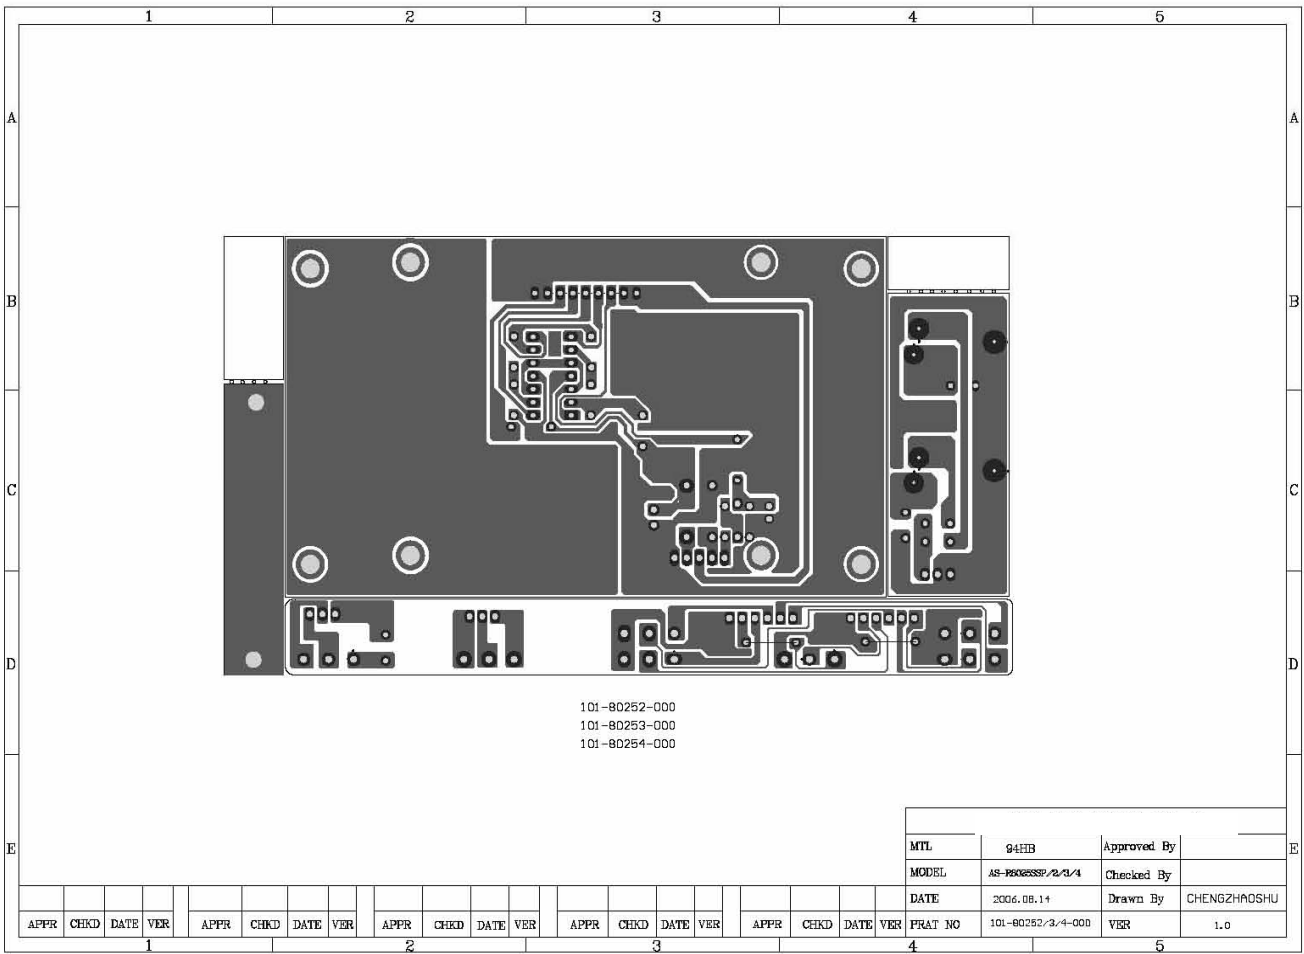 1 2 3 4 5
A A
B B
C C
D D
101-80252-000
101-80253-000
101-80254-000
E E
MTL 94HB Approved By
MODEL Checked By
DATE 2006.08.14 Drawn By CHENGZHAOSHU
APPR CHKD DATE VER APPR CHKD DATE VER APPR CHKD DATE VER APPR CHKD DATE VER APPR CHKD DATE VER PRAT NO 101-80252/3/4-000 VER 1.0
1 2 3 4 5